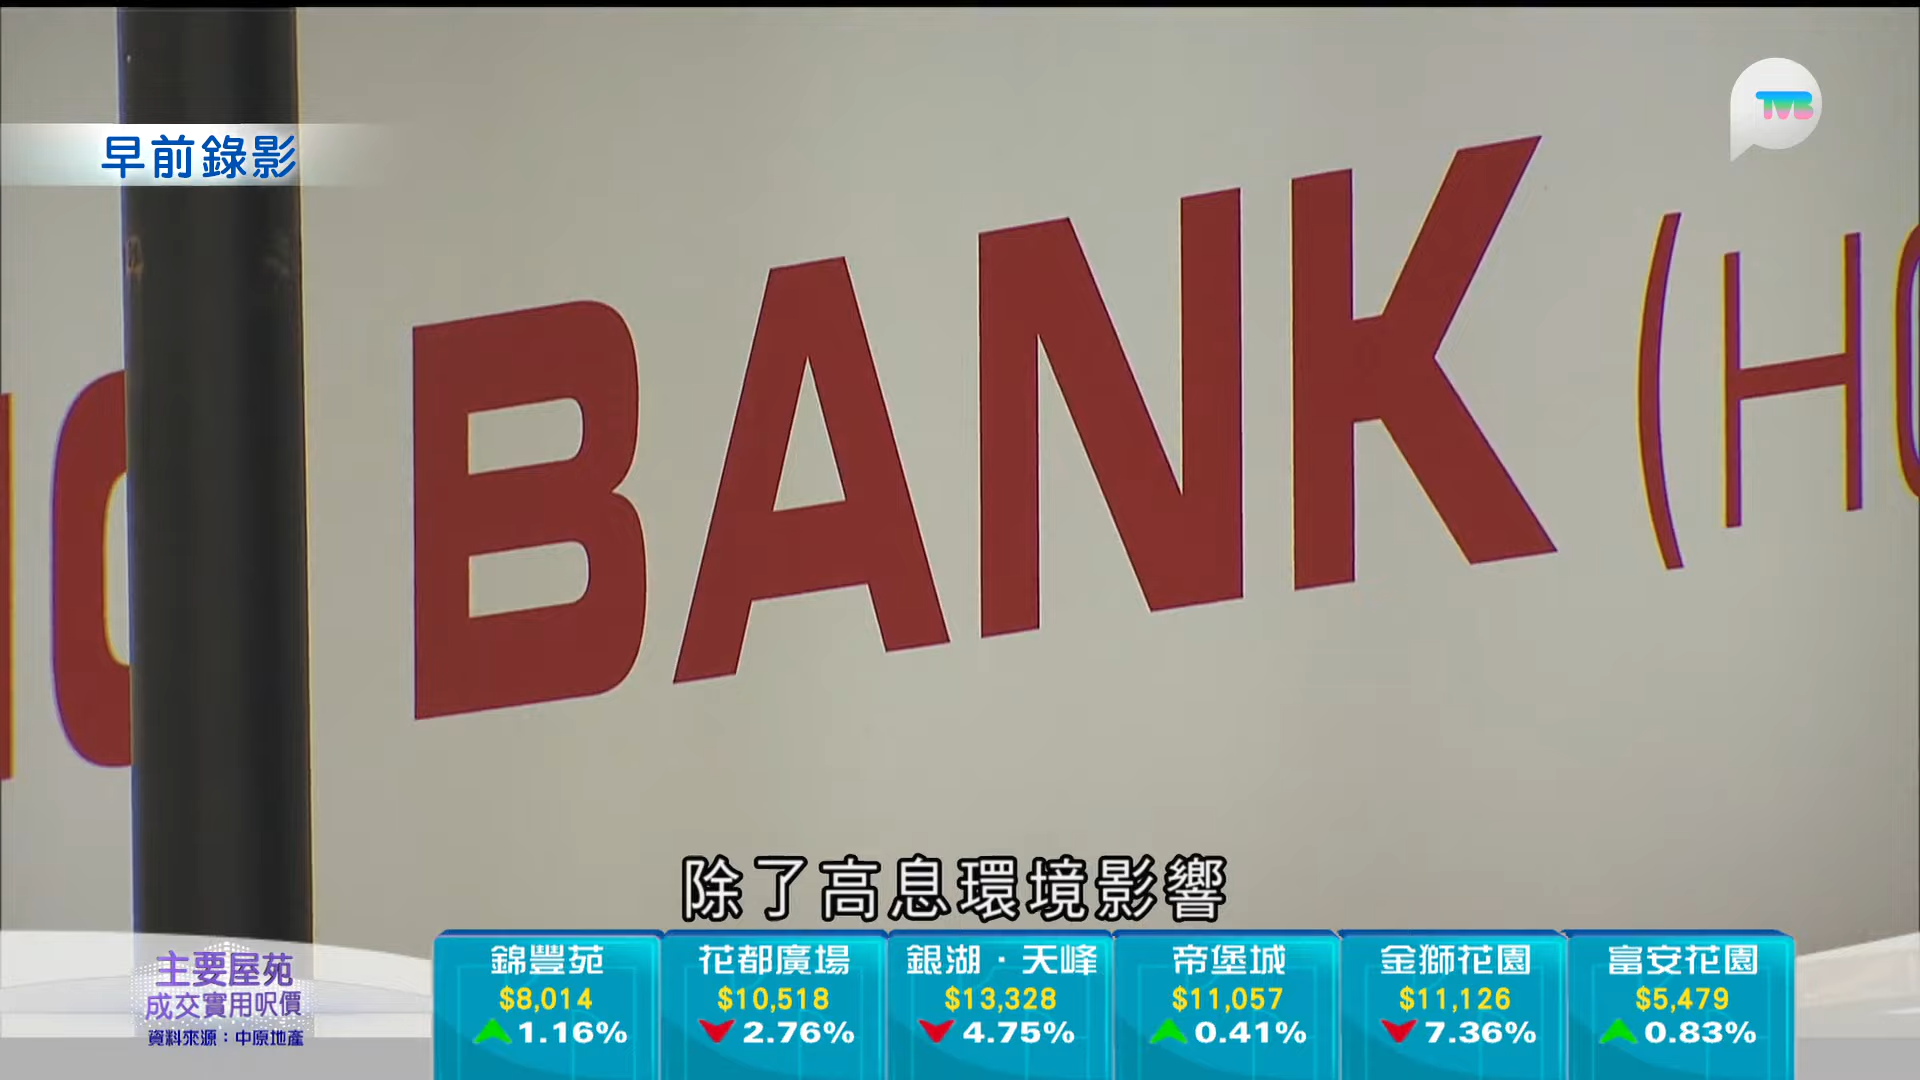 TVB
早前錄影
BANK (H
除了高息環境影響
主要屋苑
成交實用呎價
資料來源：中原地產
錦豐苑
$8,014
1.16%
花都廣場
$10,518
2.76%
銀湖·天峰
$13,328
4.75%
帝堡城
$11,057
0.41%
金獅花園
$11,126
7.36%
富安花園
$5,479
0.83%